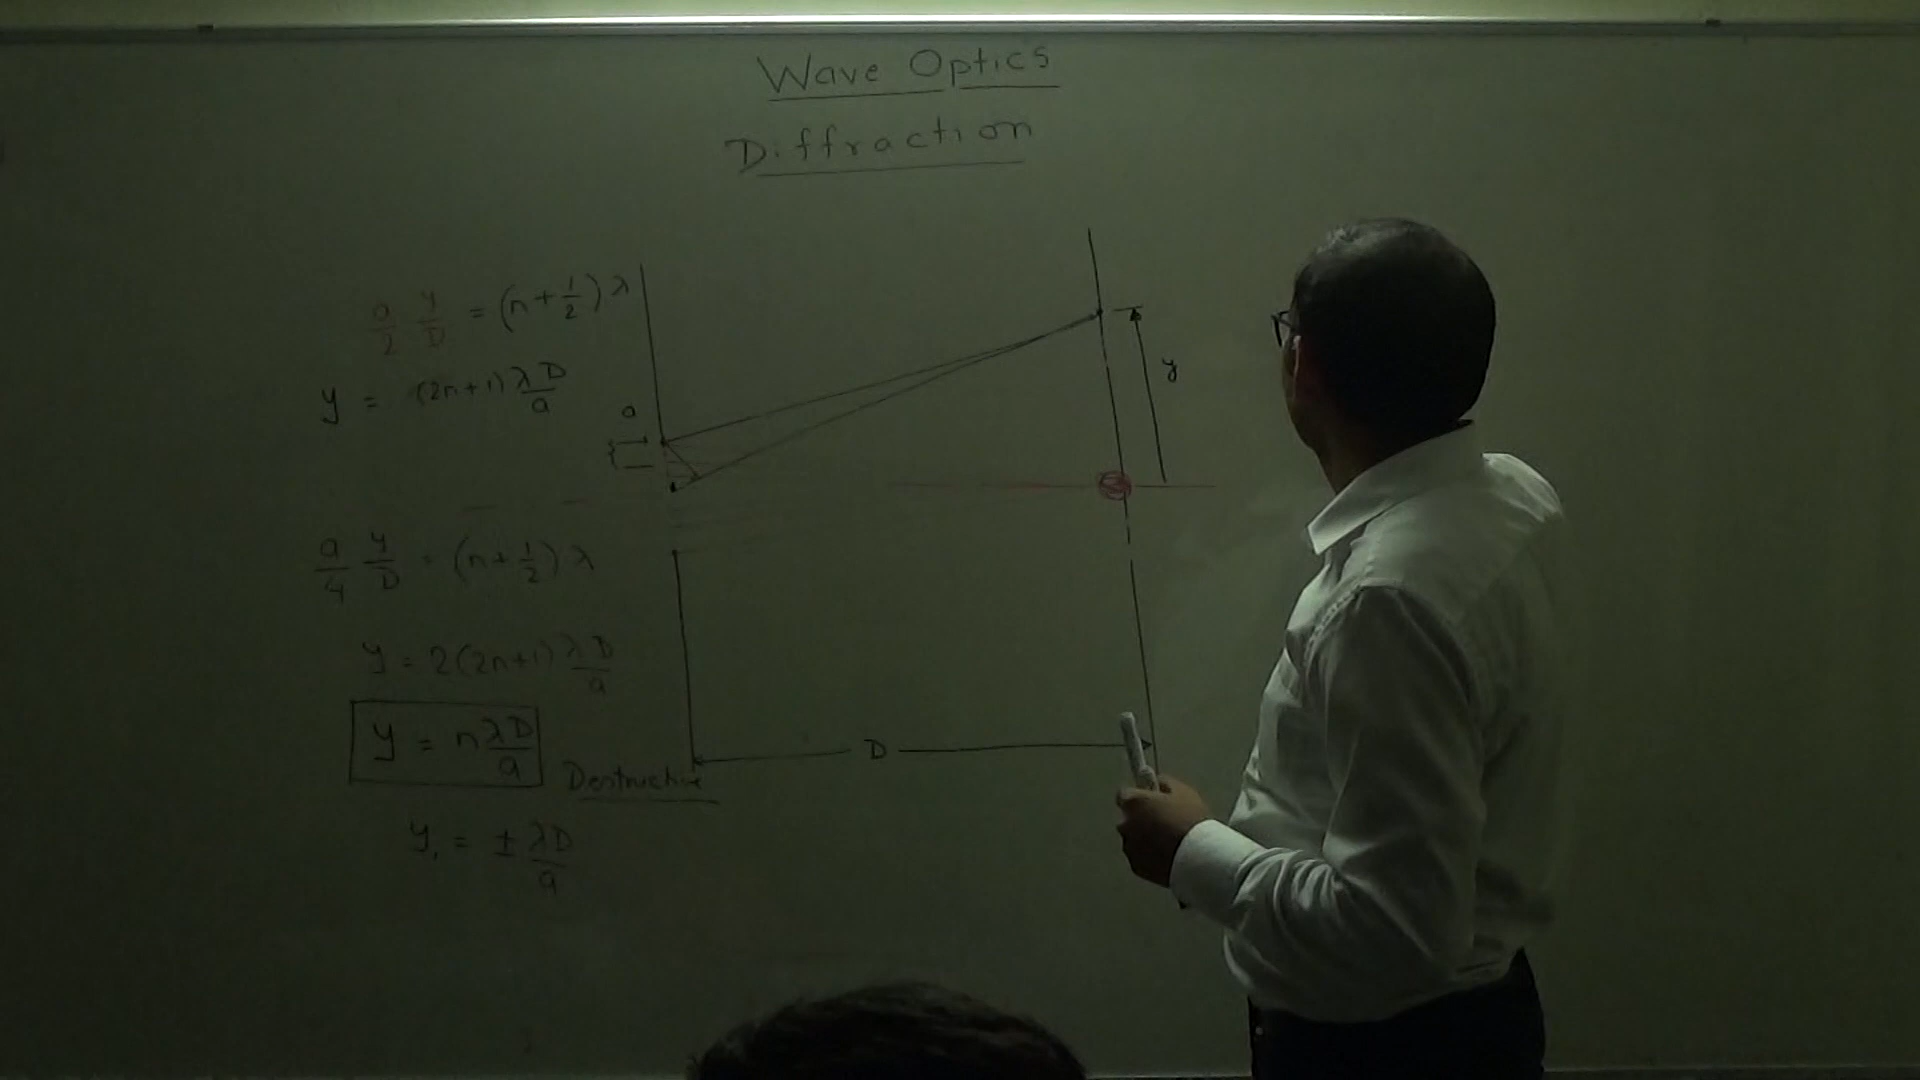 Wave Optics
Diffraction
a/2 y/D = (n+1/2)λ
y = (2n+1) λD/a
a
y
a/4 y/D = (n+1/2)λ
y = 2(2n+1) λD/a
y = n λD/a
Destructive
D
y₁ = ± λD/a